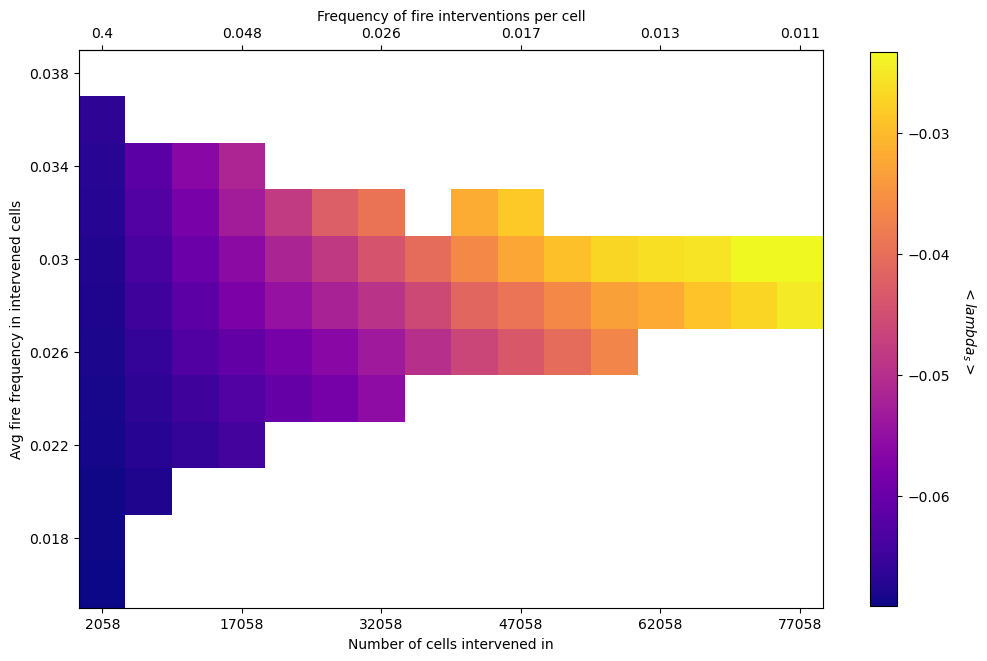 Frequency of fire interventions per cell
0.4 0.048 0.026 0.017 0.013 0.011
0.038
0.034
0.03
0.026
0.022
0.018
Avg fire frequency in intervened cells
2058 17058 32058 47058 62058 77058
Number of cells intervened in
−0.03
−0.04
−0.05
−0.06
< lambda_s >